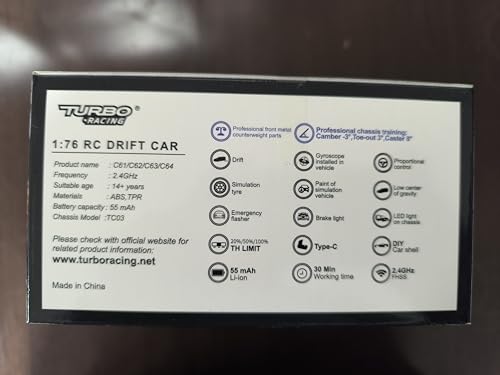 TURBO®
RACING
1:76 RC DRIFT CAR
Product name : C61/C62/C63/C64
Frequency : 2.4GHz
Suitable age : 14+ years
Materials : ABS,TPR
Battery capacity : 55 mAh
Chassis Model : TC03
Please check with official website for
related product information:
www.turboracing.net
Made in China
Professional front metal
counterweight parts
Professional chassis training:
Camber -3°,Toe-out 3°,Caster 8°
Drift
Gyroscope
installed in
vehicle
Proportional
control
Simulation
tyre
Paint of
simulation
vehicle
Low center
of gravity
Emergency
flasher
Brake light
LED light
on chassis
20%/50%/100%
TH LIMIT
Type-C
DIY
Car shell
55 mAh
Li-ion
30 Min
Working time
2.4GHz
FHSS